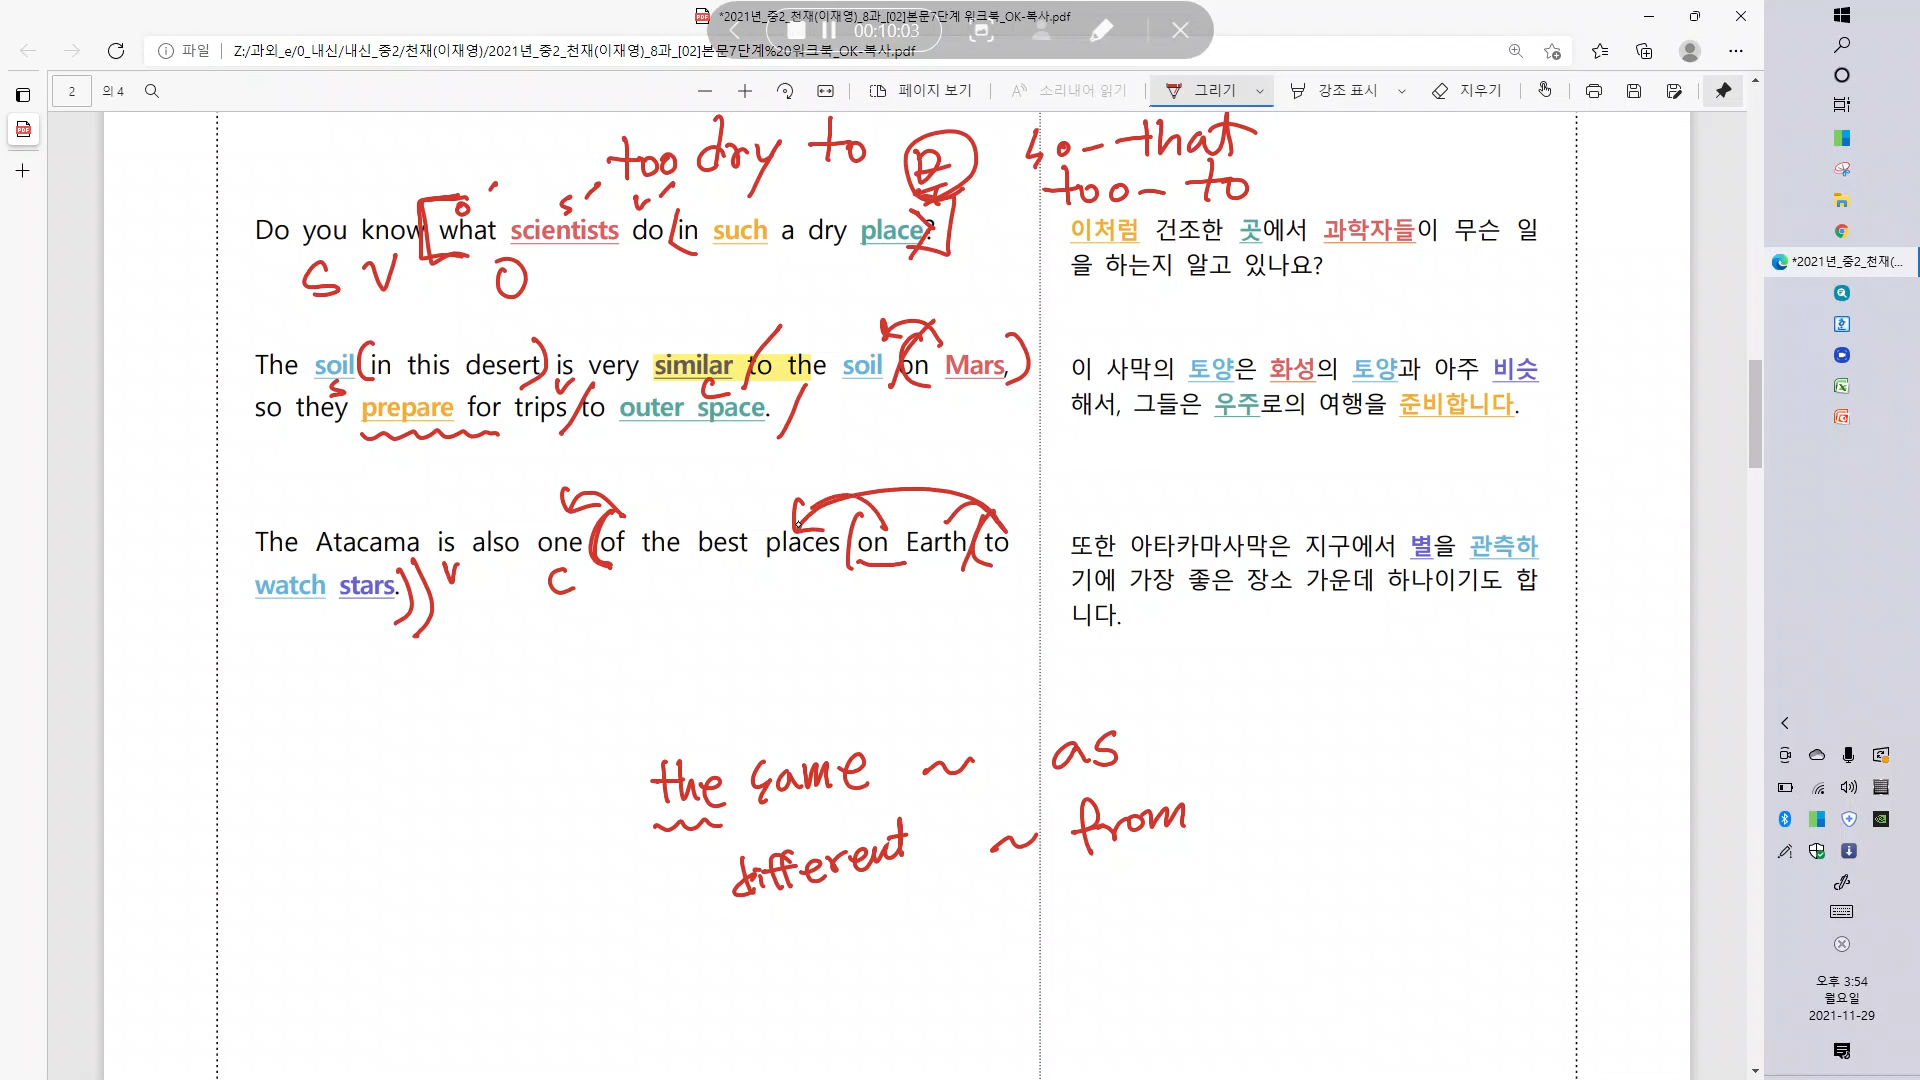 *2021년_중2_천재(이재영)_8과_[02]본문7단계 워크북_OK-복사.pdf
00:10:03
파일 Z:/과외_e/0_내신/내신_중2/천재(이재영)/2021년_중2_천재(이재영)_8과_[02]본문7단계%20워크북_OK-복사.pdf
2 의 4 페이지 보기 소리내어 읽기 그리기 강조 표시 지우기
too dry to so - that
too - to
o' s' v'
Do you know what scientists do in such a dry place?
이처럼 건조한 곳에서 과학자들이 무슨 일
을 하는지 알고 있나요?
S V O
The soil (in this desert) is very similar to the soil on Mars,
so they prepare for trips to outer space.
s v c
이 사막의 토양은 화성의 토양과 아주 비슷
해서, 그들은 우주로의 여행을 준비합니다.
The Atacama is also one of the best places on Earth to
watch stars.
v c
또한 아타카마사막은 지구에서 별을 관측하
기에 가장 좋은 장소 가운데 하나이기도 합
니다.
the same ~ as
different ~ from
*2021년_중2_천재(...
오후 3:54
월요일
2021-11-29